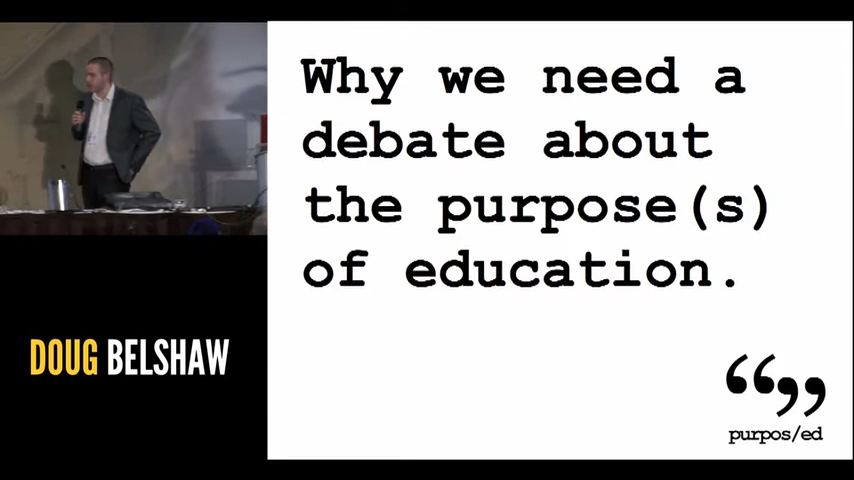 Why we need a
debate about
the purpose(s)
of education.
DOUG BELSHAW
purpos/ed